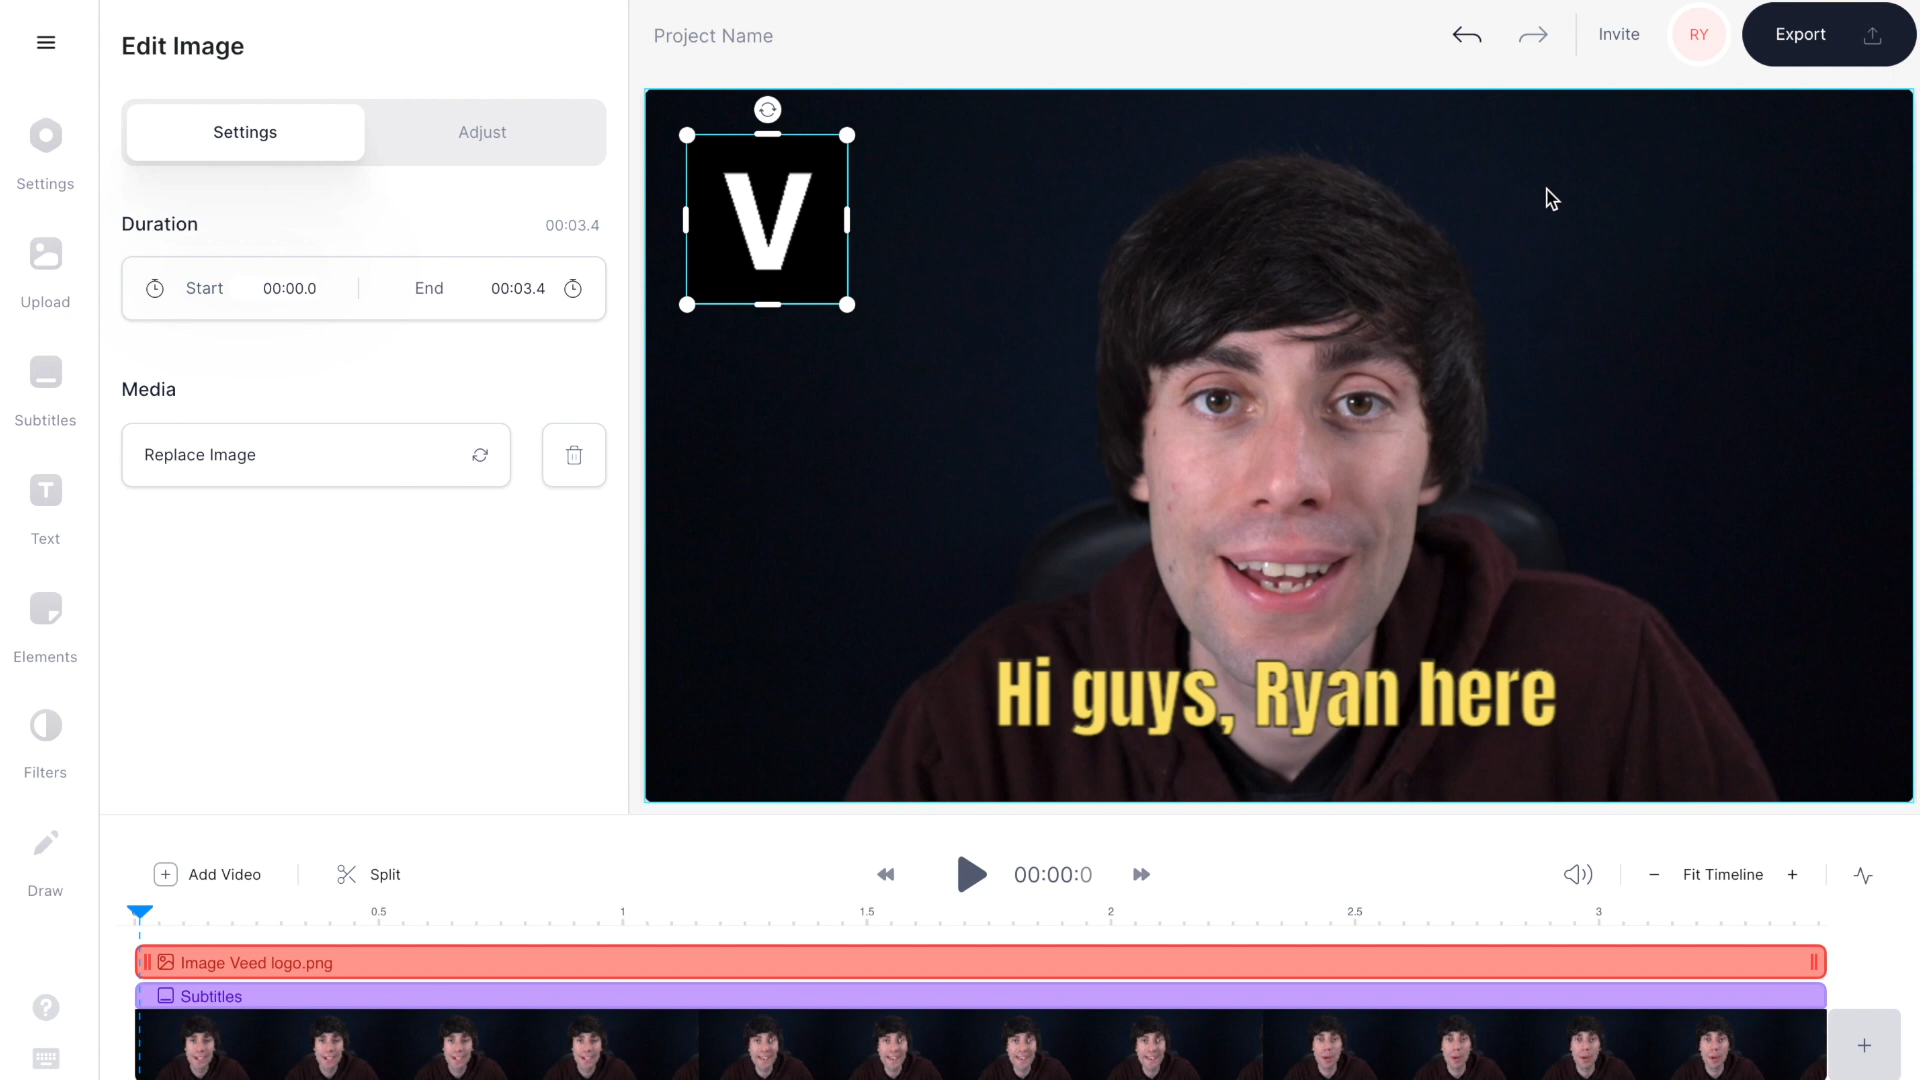 Edit Image
Project Name
Invite
RY
Export
Settings
Adjust
Settings
Duration
00:03.4
Start
00:00.0
End
00:03.4
Upload
Media
Subtitles
Replace Image
Text
Elements
Filters
Draw
V
Hi guys, Ryan here
Add Video
Split
00:00:0
Fit Timeline
0.5
1
1.5
2
2.5
3
Image Veed logo.png
Subtitles